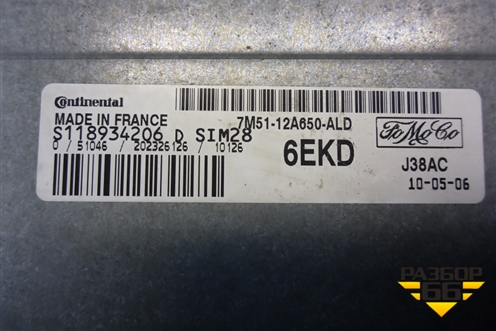 Continental
MADE IN FRANCE
7M51-12A650-ALD
S118934206 D SIM28
0 / 51046 / 202326126 / 10126
6EKD
FoMoCo
J38AC
10-05-06
РАЗБОР
66